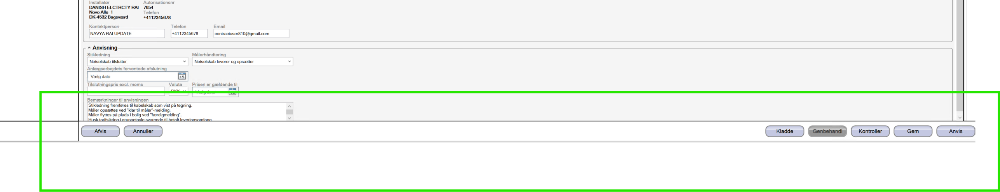 Installatør Autorisationsnr
DANISH ELCTRCTY RAI 7654
Novo Alle 1 Telefon
DK-4532 Bagsværd +4112345678
Kontaktperson Telefon Email
NAVYA RAI UPDATE +4112345678 contractuser810@gmail.com
Anvisning
Stikledning Målerhåndtering
Netselskab tilslutter Netselskab leverer og opsætter
Anlægsarbejdets forventede afslutning
Vælg dato 15
Tilslutningspris excl. moms Valuta Prisen er gældende til
DKK Vælg dato 15
Bemærkninger til anvisningen
Stikledning fremføres til kabelskab som vist på tegning.
Måler opsættes ved "klar til måler"-melding.
Måler flyttes på plads i bolig ved "færdigmelding".
Husk tarifsikring i gruppetavle svarende til betalt leveringsomfang.
Afvis Annuller Kladde Genbehandl Kontroller Gem Anvis